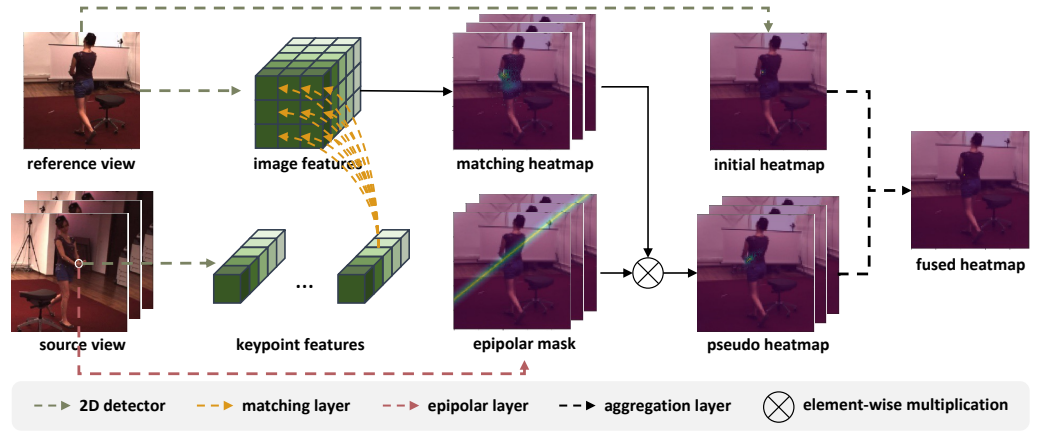 reference view
image features
matching heatmap
initial heatmap
fused heatmap
...
source view
keypoint features
epipolar mask
pseudo heatmap
2D detector
matching layer
epipolar layer
aggregation layer
element-wise multiplication